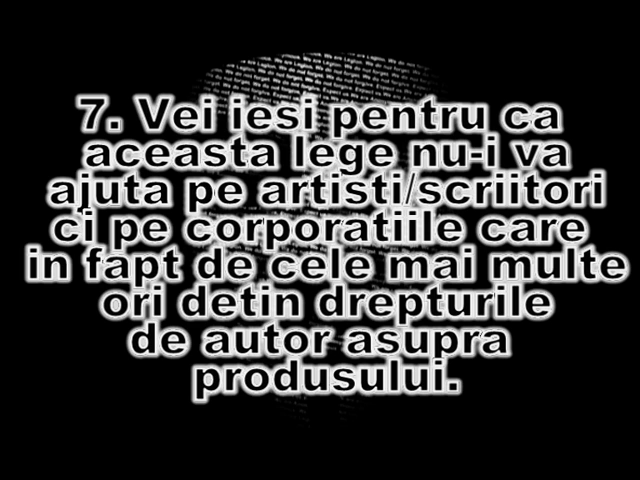 7. Vei iesi pentru ca
aceasta lege nu-i va
ajuta pe artisti/scriitori
ci pe corporatiile care
in fapt de cele mai multe
ori detin drepturile
de autor asupra
produsului.